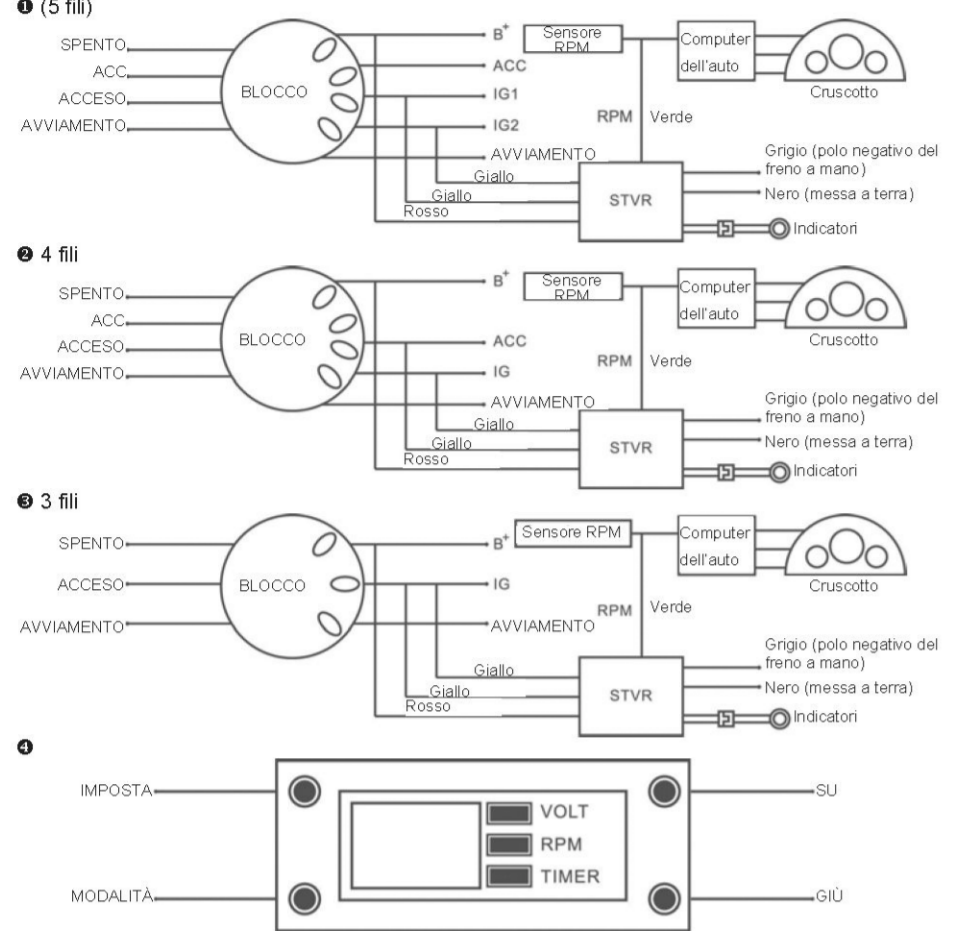 ❶ (5 fili)
SPENTO
ACC
ACCESO
AVVIAMENTO
BLOCCO
B+
ACC
IG1
IG2
AVVIAMENTO
Giallo
Giallo
Rosso
Sensore
RPM
Computer
dell'auto
Cruscotto
RPM
Verde
STVR
Grigio (polo negativo del
freno a mano)
Nero (messa a terra)
Indicatori
❷ 4 fili
SPENTO
ACC
ACCESO
AVVIAMENTO
BLOCCO
B+
ACC
IG
AVVIAMENTO
Giallo
Giallo
Rosso
Sensore
RPM
Computer
dell'auto
Cruscotto
RPM
Verde
STVR
Grigio (polo negativo del
freno a mano)
Nero (messa a terra)
Indicatori
❸ 3 fili
SPENTO
ACCESO
AVVIAMENTO
BLOCCO
B+
IG
AVVIAMENTO
Giallo
Giallo
Rosso
Sensore RPM
Computer
dell'auto
Cruscotto
RPM
Verde
STVR
Grigio (polo negativo del
freno a mano)
Nero (messa a terra)
Indicatori
❹
IMPOSTA
MODALITÀ
VOLT
RPM
TIMER
SU
GIÙ